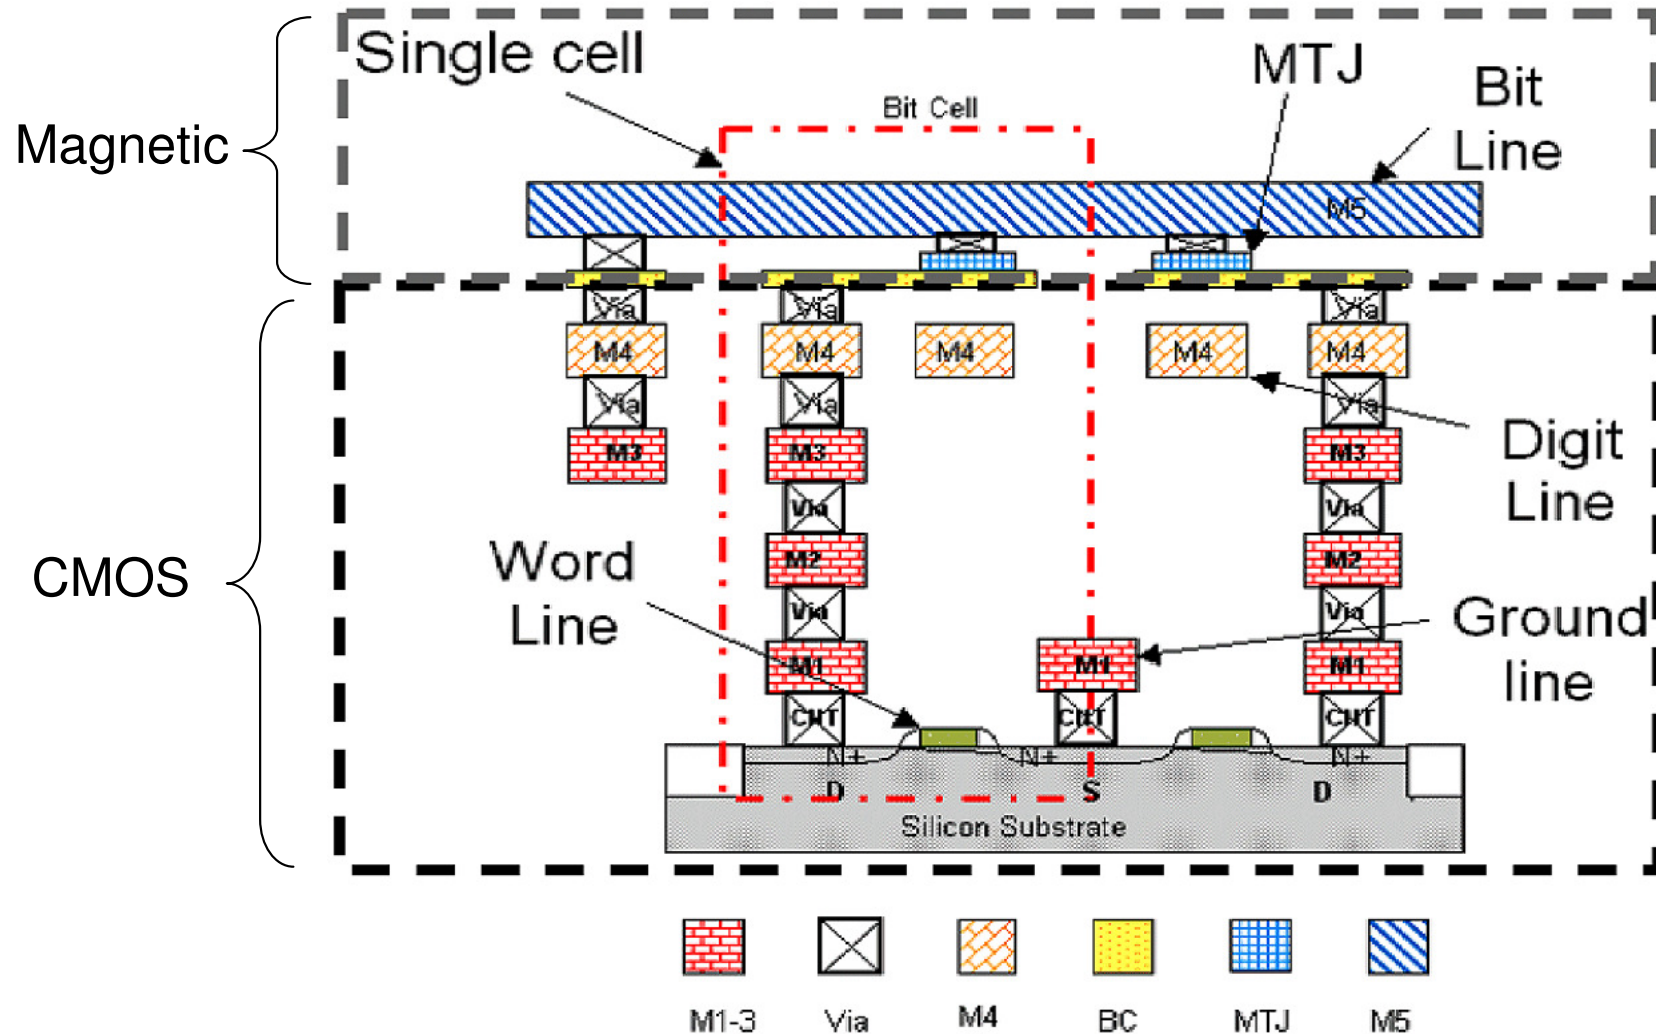 Single cell
MTJ
Bit
Line
Bit Cell
Magnetic
M5
Via Via Via
M4 M4 M4 M4 M4
Via Via Via
M3 M3 M3
Digit
Line
Via Via
Word
Line
M2 M2
CMOS
Via Via
Ground
line
M1 M1 M1
CNT CNT CNT
N+ N+ N+
D S D
Silicon Substrate
M1-3 Via M4 BC MTJ M5